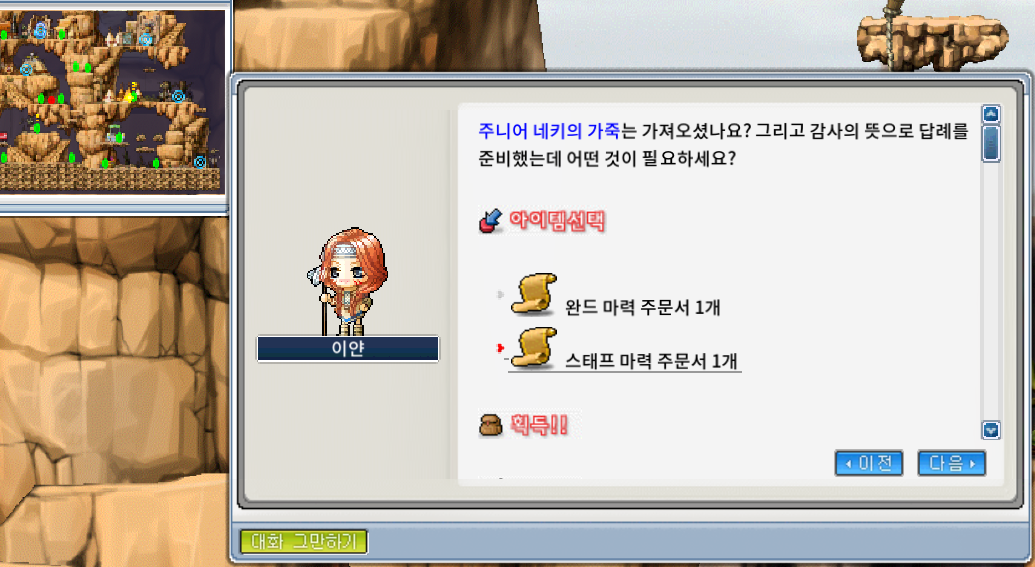 주니어 네키의 가죽는 가져오셨나요? 그리고 감사의 뜻으로 답례를
준비했는데 어떤 것이 필요하세요?
아이템선택
완드 마력 주문서 1개
스태프 마력 주문서 1개
이얀
획득!!
이전
다음
대화 그만하기